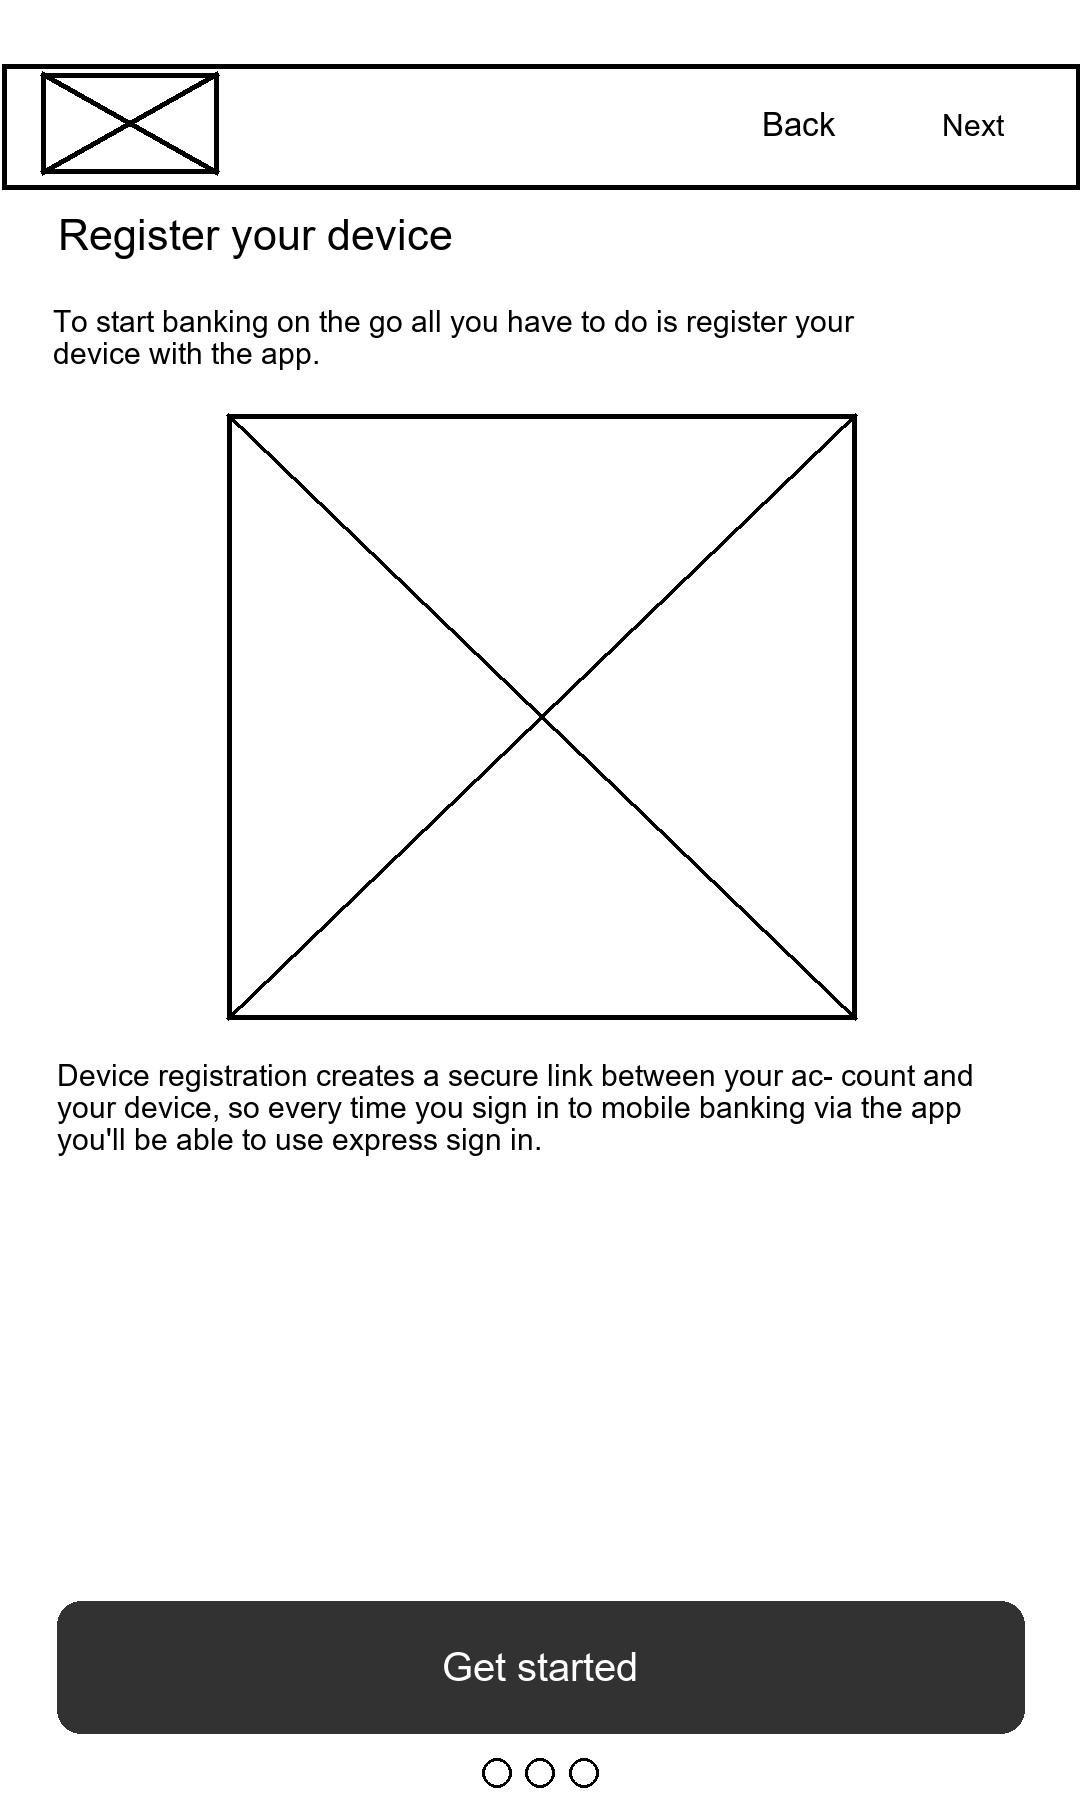 Back Next
Register your device
To start banking on the go all you have to do is register your
device with the app.
Device registration creates a secure link between your ac- count and
your device, so every time you sign in to mobile banking via the app
you'll be able to use express sign in.
Get started